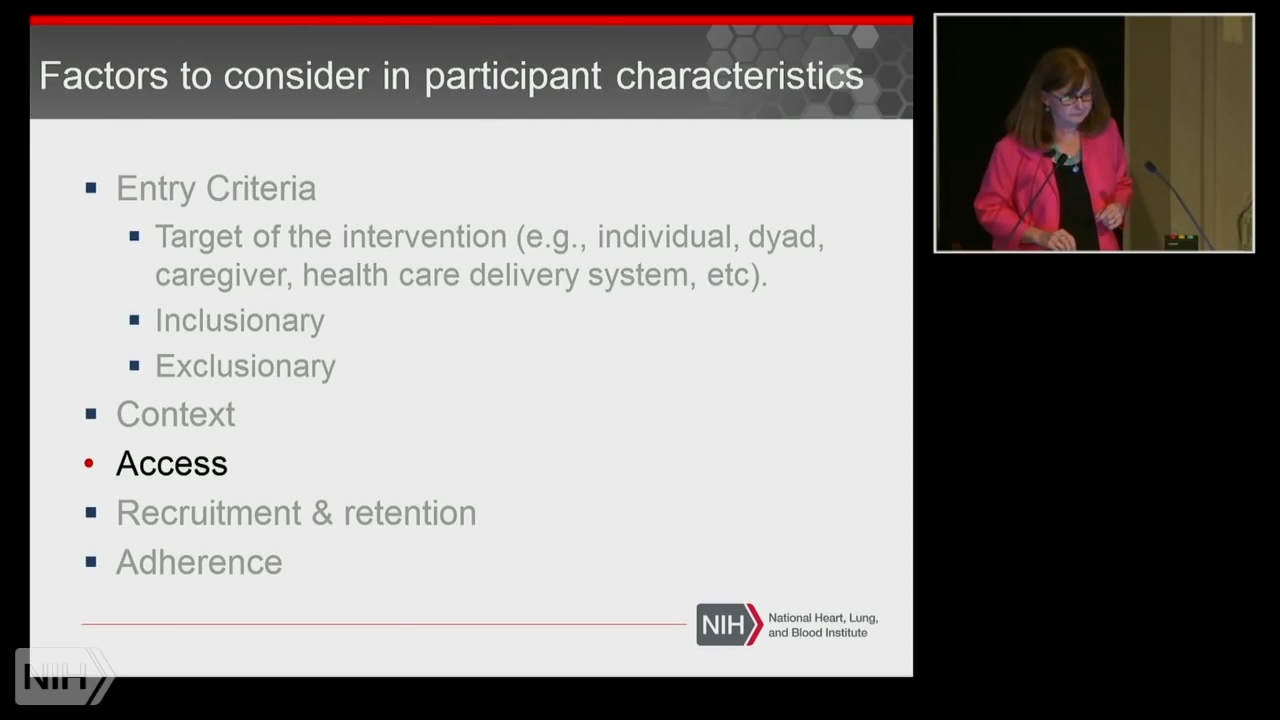 Factors to consider in participant characteristics
Entry Criteria
Target of the intervention (e.g., individual, dyad,
caregiver, health care delivery system, etc).
Inclusionary
Exclusionary
Context
Access
Recruitment & retention
Adherence
NIH
National Heart, Lung,
and Blood Institute
NIH